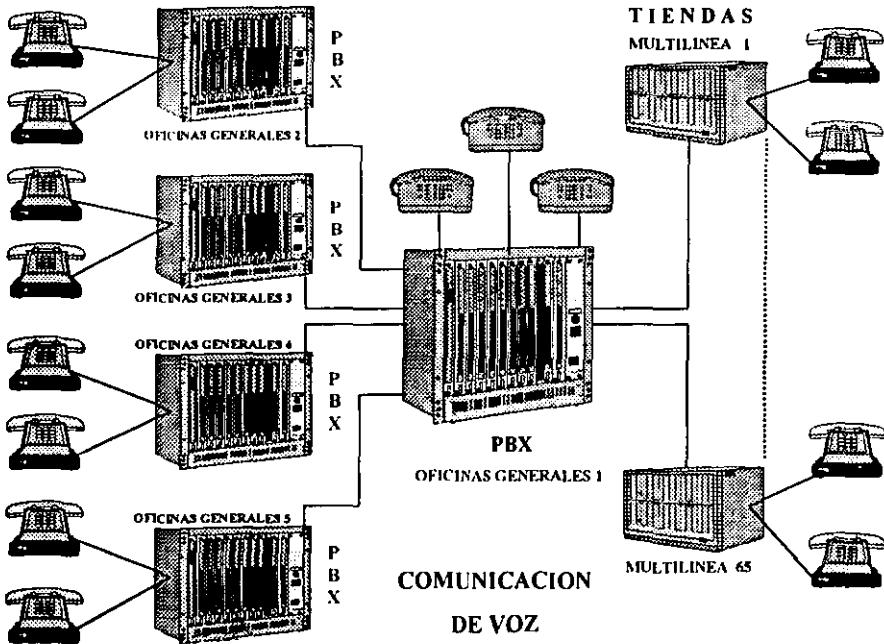 P
B
X
OFICINAS GENERALES 2
P
B
X
OFICINAS GENERALES 3
OFICINAS GENERALES 4
P
B
X
OFICINAS GENERALES 5
P
B
X
PBX
OFICINAS GENERALES 1
TIENDAS
MULTILINEA 1
MULTILINEA 65
COMUNICACION
DE VOZ